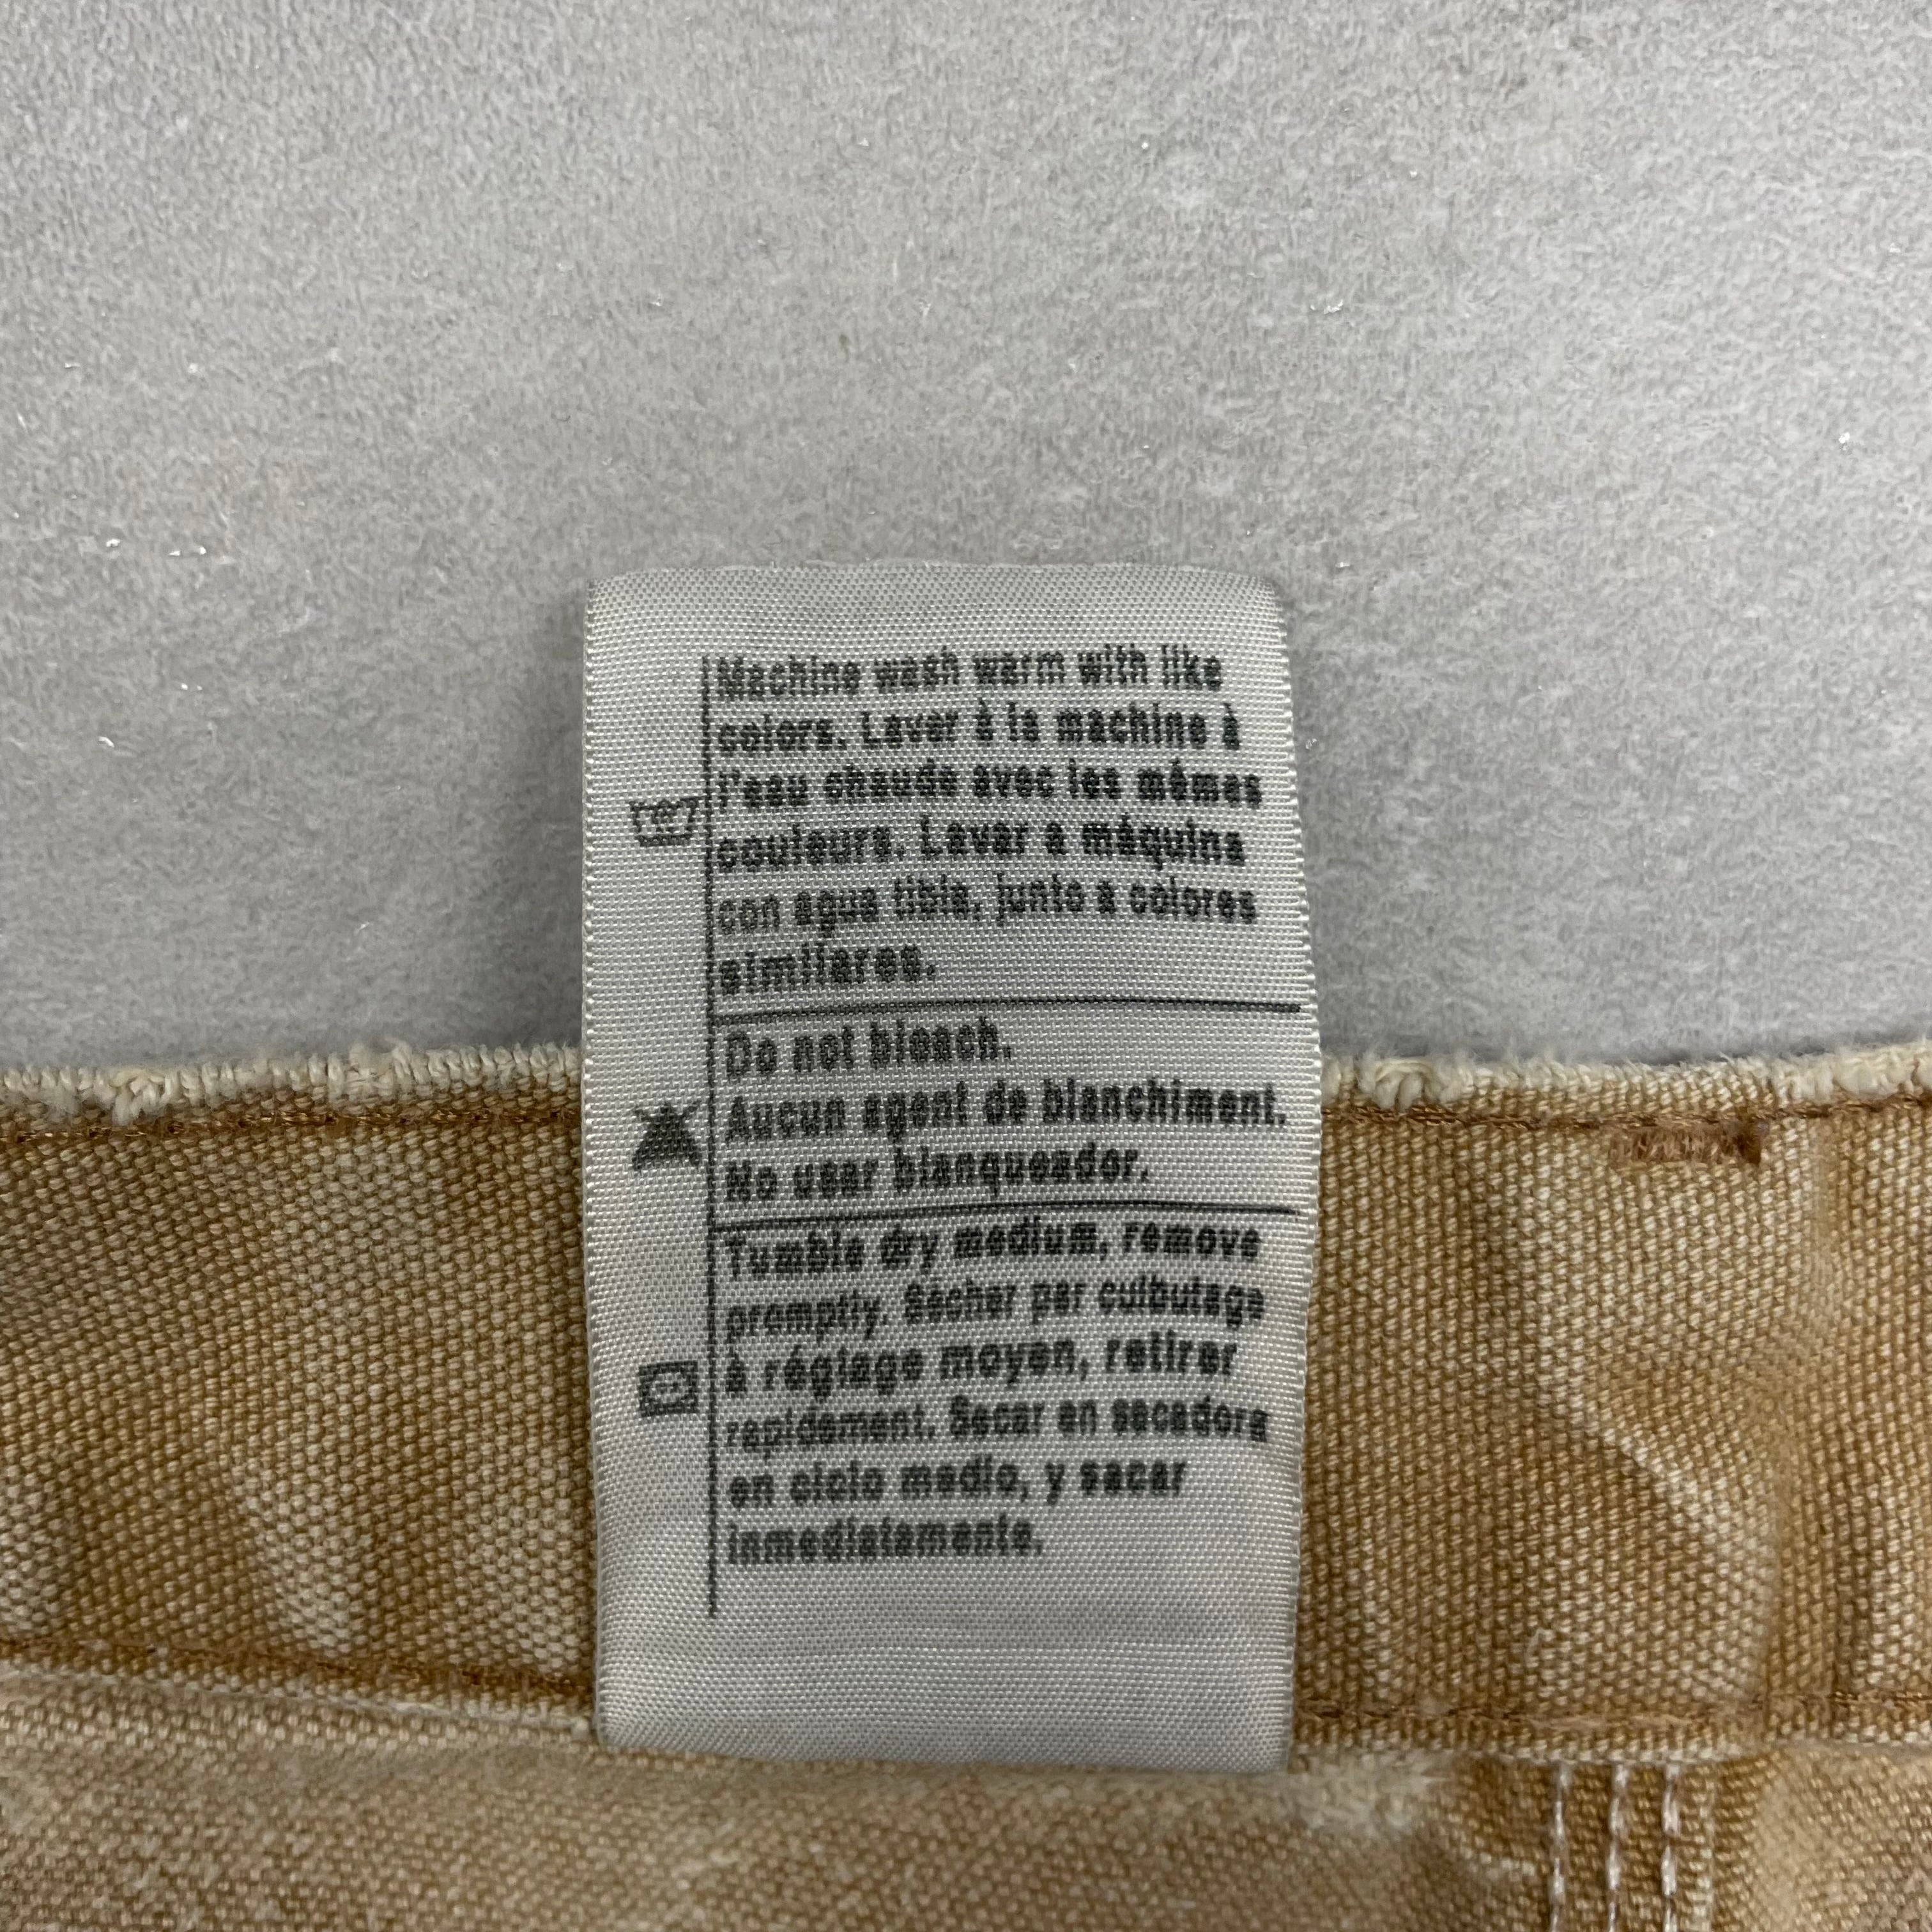 Machine wash warm with like
colors. Laver à la machine à
l'eau chaude avec les mêmes
couleurs. Lavar a máquina
con agua tibia, junto a colores
similares.
Do not bleach.
Aucun agent de blanchiment.
No usar blanqueador.
Tumble dry medium, remove
promptly. Sécher par culbutage
à réglage moyen, retirer
rapidement. Secar en secadora
en ciclo medio, y sacar
inmediatamente.